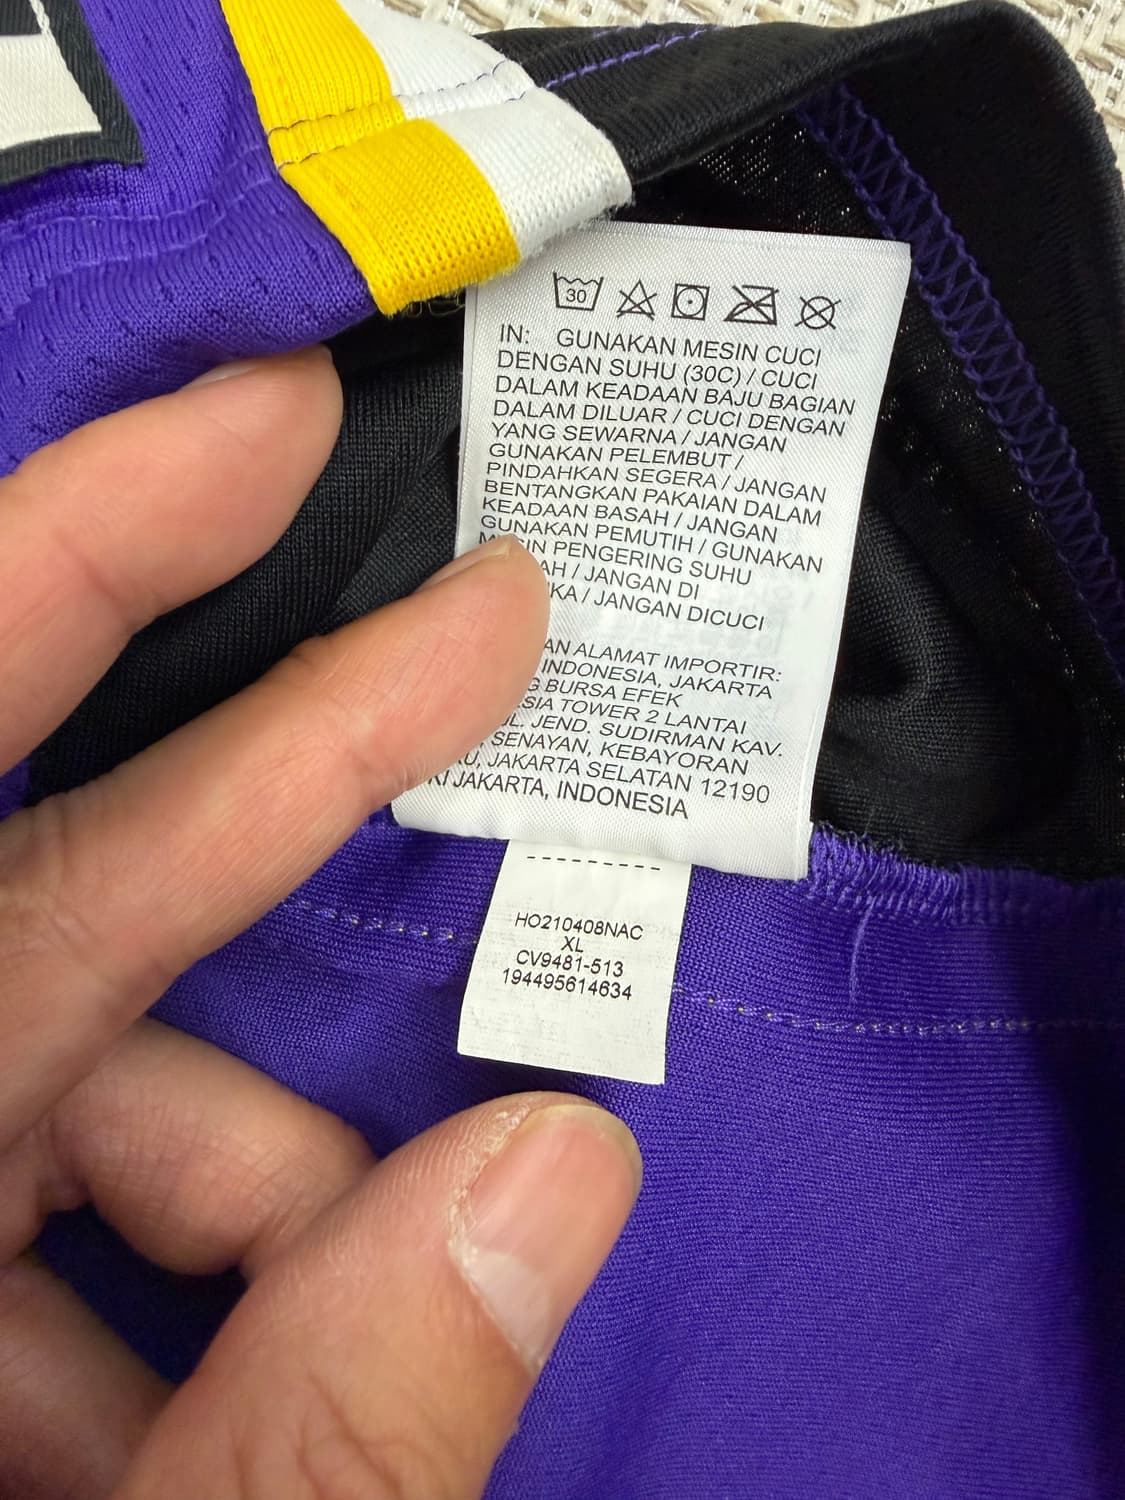 30
IN: GUNAKAN MESIN CUCI
DENGAN SUHU (30C) / CUCI
DALAM KEADAAN BAJU BAGIAN
DALAM DILUAR / CUCI DENGAN
YANG SEWARNA / JANGAN
GUNAKAN PELEMBUT /
PINDAHKAN SEGERA / JANGAN
BENTANGKAN PAKAIAN DALAM
KEADAAN BASAH / JANGAN
GUNAKAN PEMUTIH / GUNAKAN
PENGERING SUHU
/ JANGAN DI
/ JANGAN DICUCI
ALAMAT IMPORTIR:
INDONESIA, JAKARTA
BURSA EFEK
TOWER 2 LANTAI
JEND. SUDIRMAN KAV.
SENAYAN, KEBAYORAN
JAKARTA SELATAN 12190
JAKARTA, INDONESIA
HO210408NAC
XL
CV9481-513
194495614634